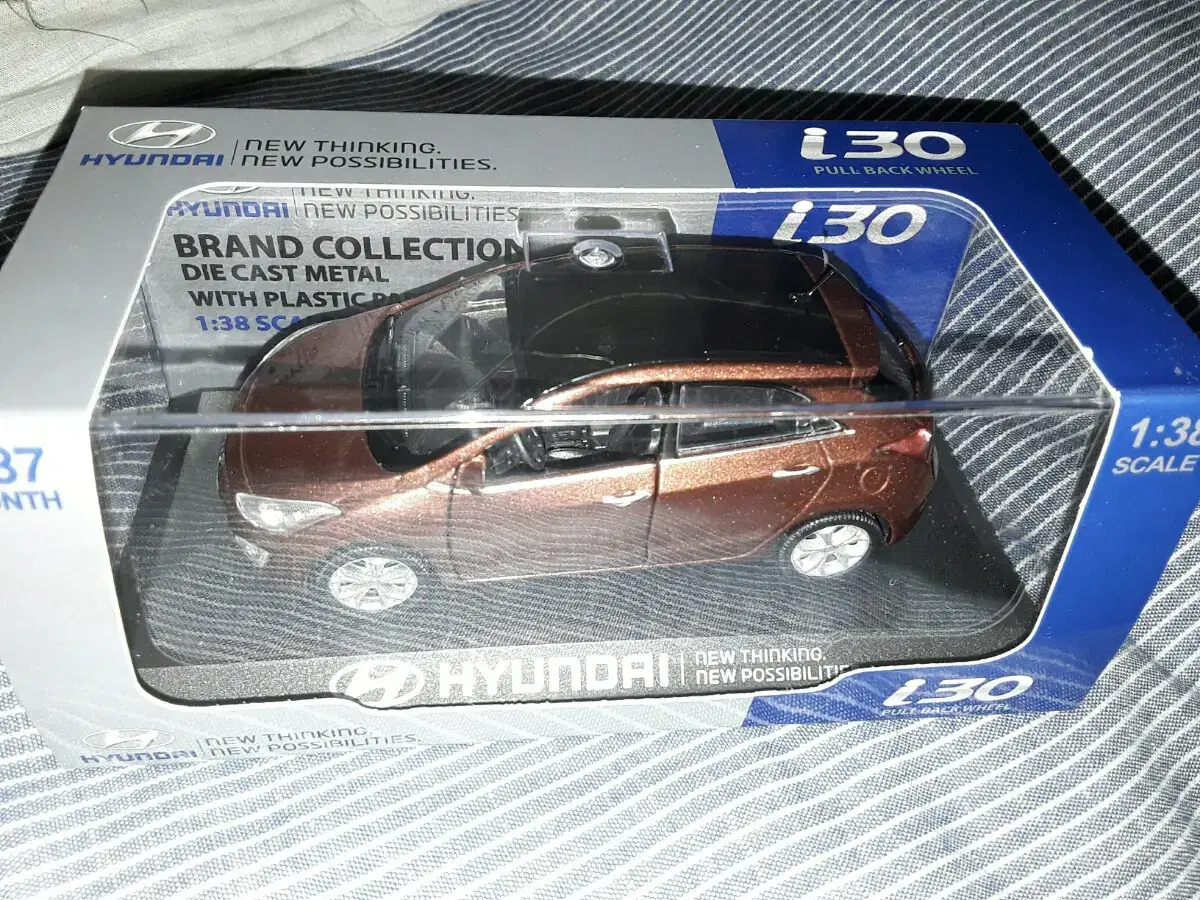 HYUNDAI
NEW THINKING.
NEW POSSIBILITIES.
i30
PULL BACK WHEEL
NEW THINKING.
HYUNDAI NEW POSSIBILITIES
i30
BRAND COLLECTION
DIE CAST METAL
WITH PLASTIC
1:38
37
1:38
SCALE
HYUNDAI
NEW THINKING.
NEW
i30
PULL BACK WHEEL
HYUNDAI
NEW THINKING.
NEW POSSIBILITIES.